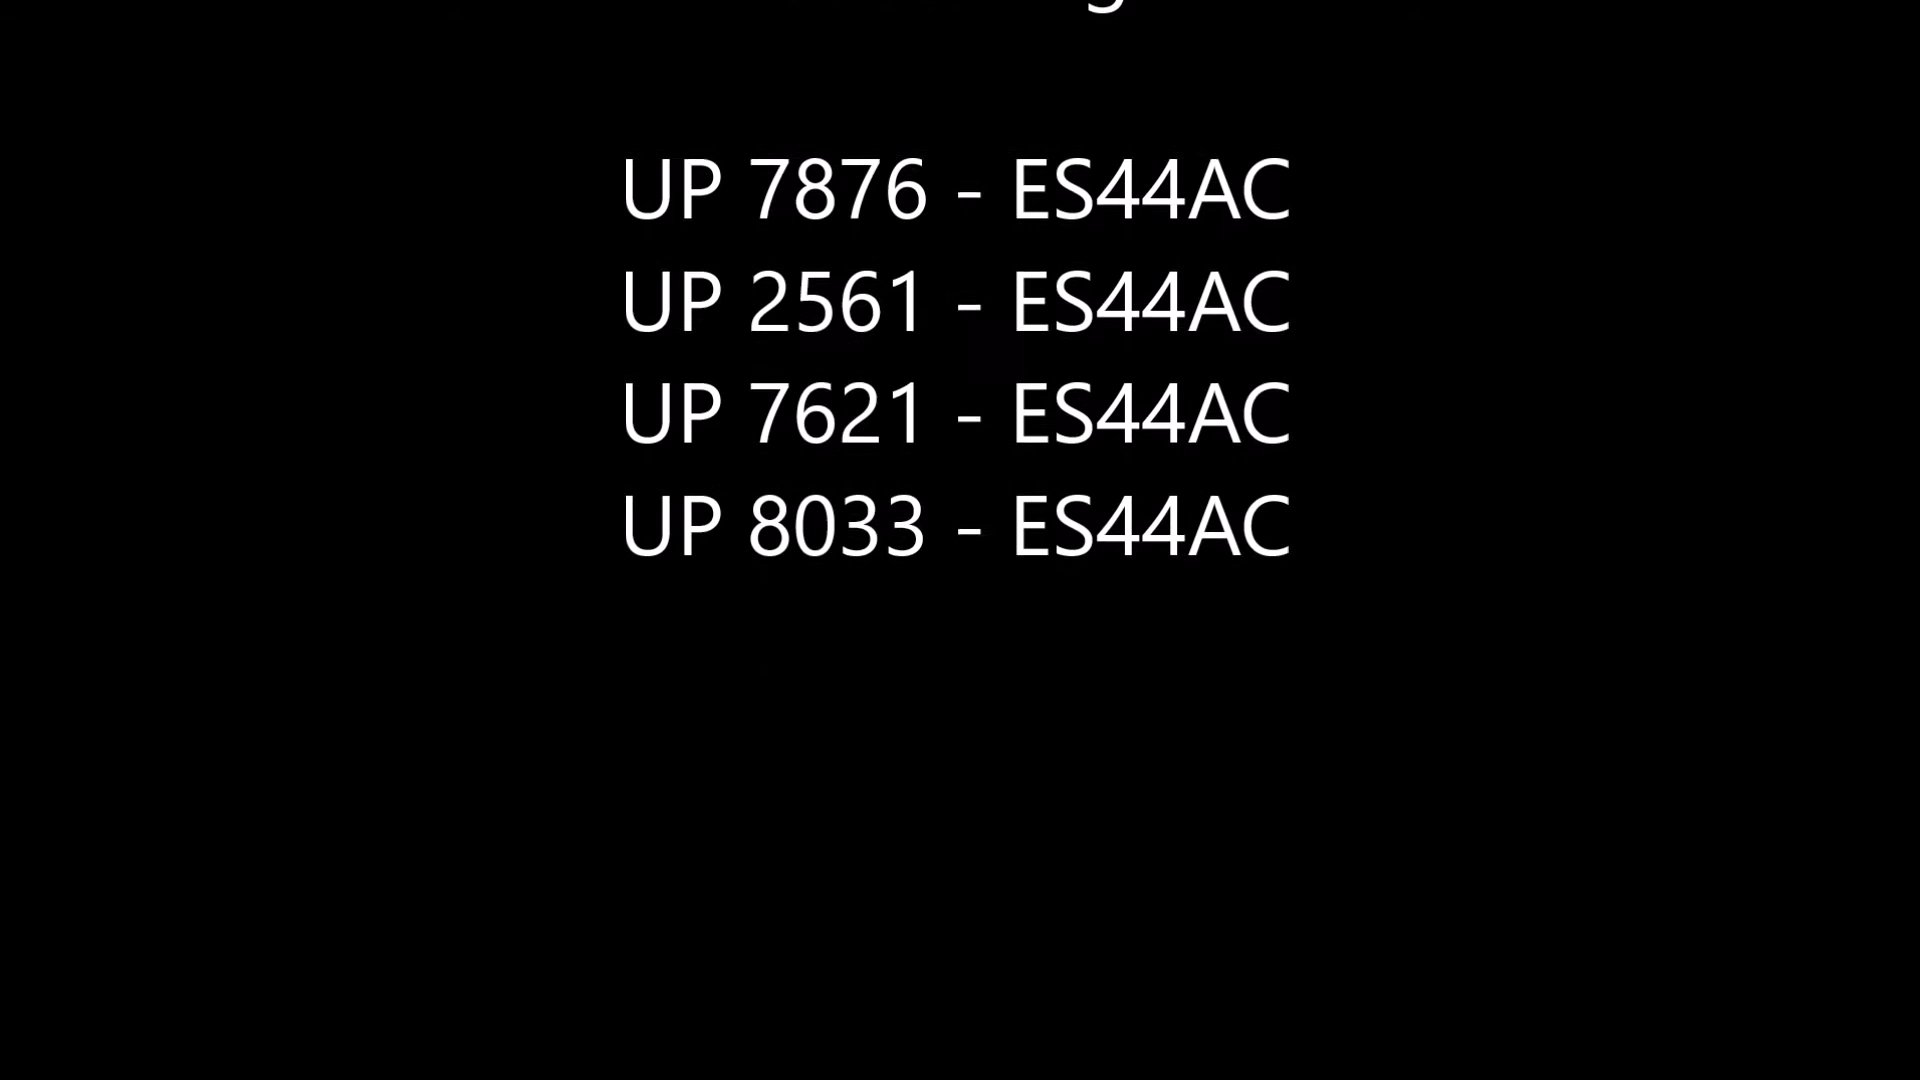 UP 7876 - ES44AC
UP 2561 - ES44AC
UP 7621 - ES44AC
UP 8033 - ES44AC